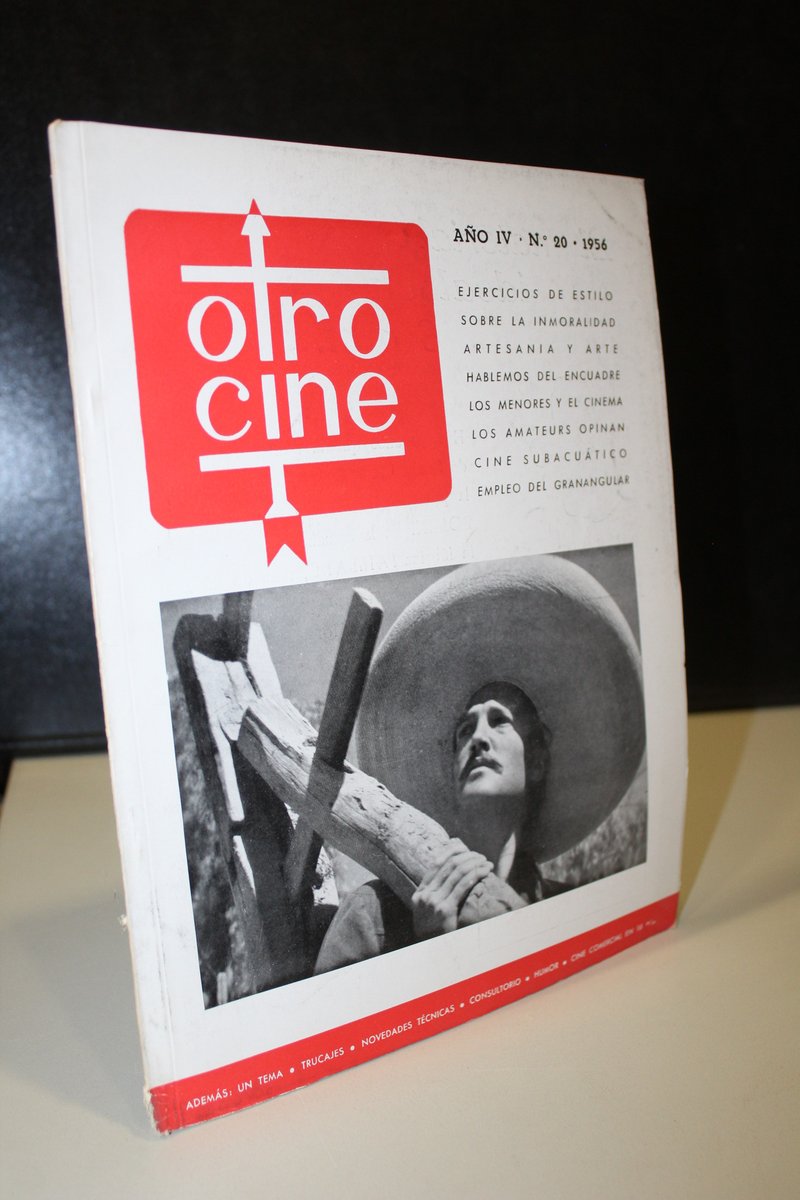 otro
cine
AÑO IV · N.º 20 · 1956
EJERCICIOS DE ESTILO
SOBRE LA INMORALIDAD
ARTESANIA Y ARTE
HABLEMOS DEL ENCUADRE
LOS MENORES Y EL CINEMA
LOS AMATEURS OPINAN
CINE SUBACUÁTICO
EMPLEO DEL GRANANGULAR
ADEMÁS: UN TEMA • TRUCAJES • NOVEDADES TÉCNICAS • CONSULTORIO • HUMOR • CINE COMERCIAL EN